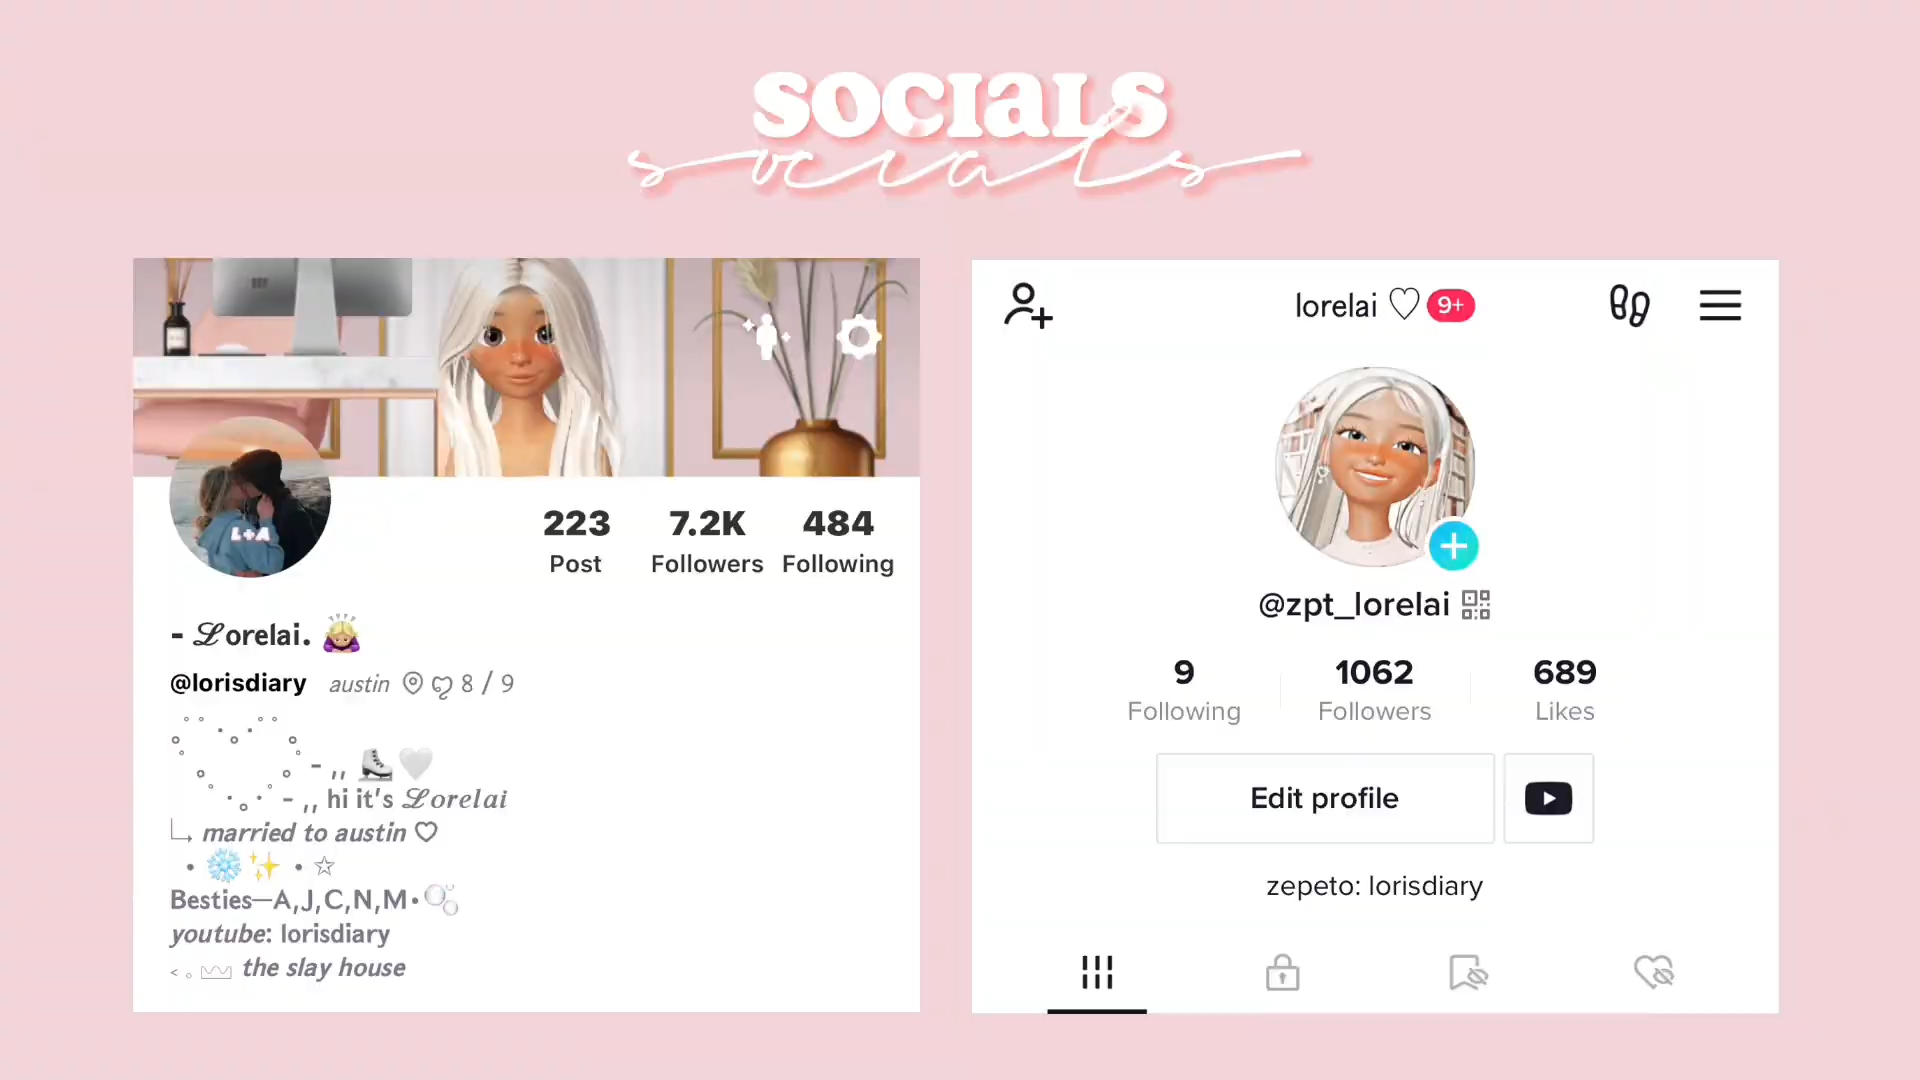 SOCIALS
socials
L+A
223 7.2K 484
Post Followers Following
- ℒorelai. 🙇🏼‍♀️
@lorisdiary austin 8 / 9
- ,, ⛸️🤍
- ,, hi it's ℒorelai
married to austin ♡
• ❄️✨ • ☆
Besties—A,J,C,N,M•🫧
youtube: lorisdiary
the slay house
lorelai ♡ 9+
@zpt_lorelai
9 1062 689
Following Followers Likes
Edit profile
zepeto: lorisdiary